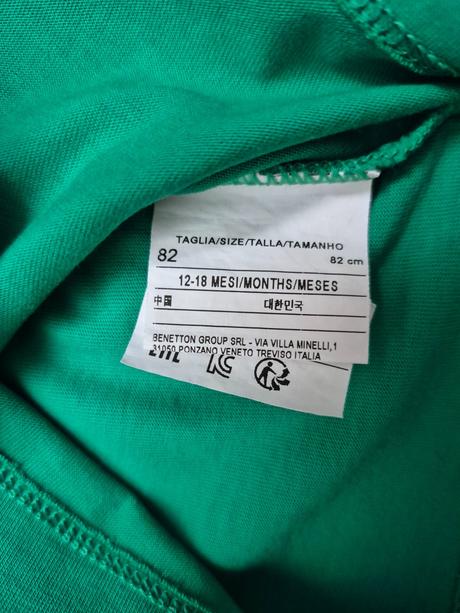 TAGLIA/SIZE/TALLA/TAMANHO
82 82 cm
12-18 MESI/MONTHS/MESES
中国 대한민국
BENETTON GROUP SRL - VIA VILLA MINELLI,1
31050 PONZANO VENETO TREVISO ITALIA